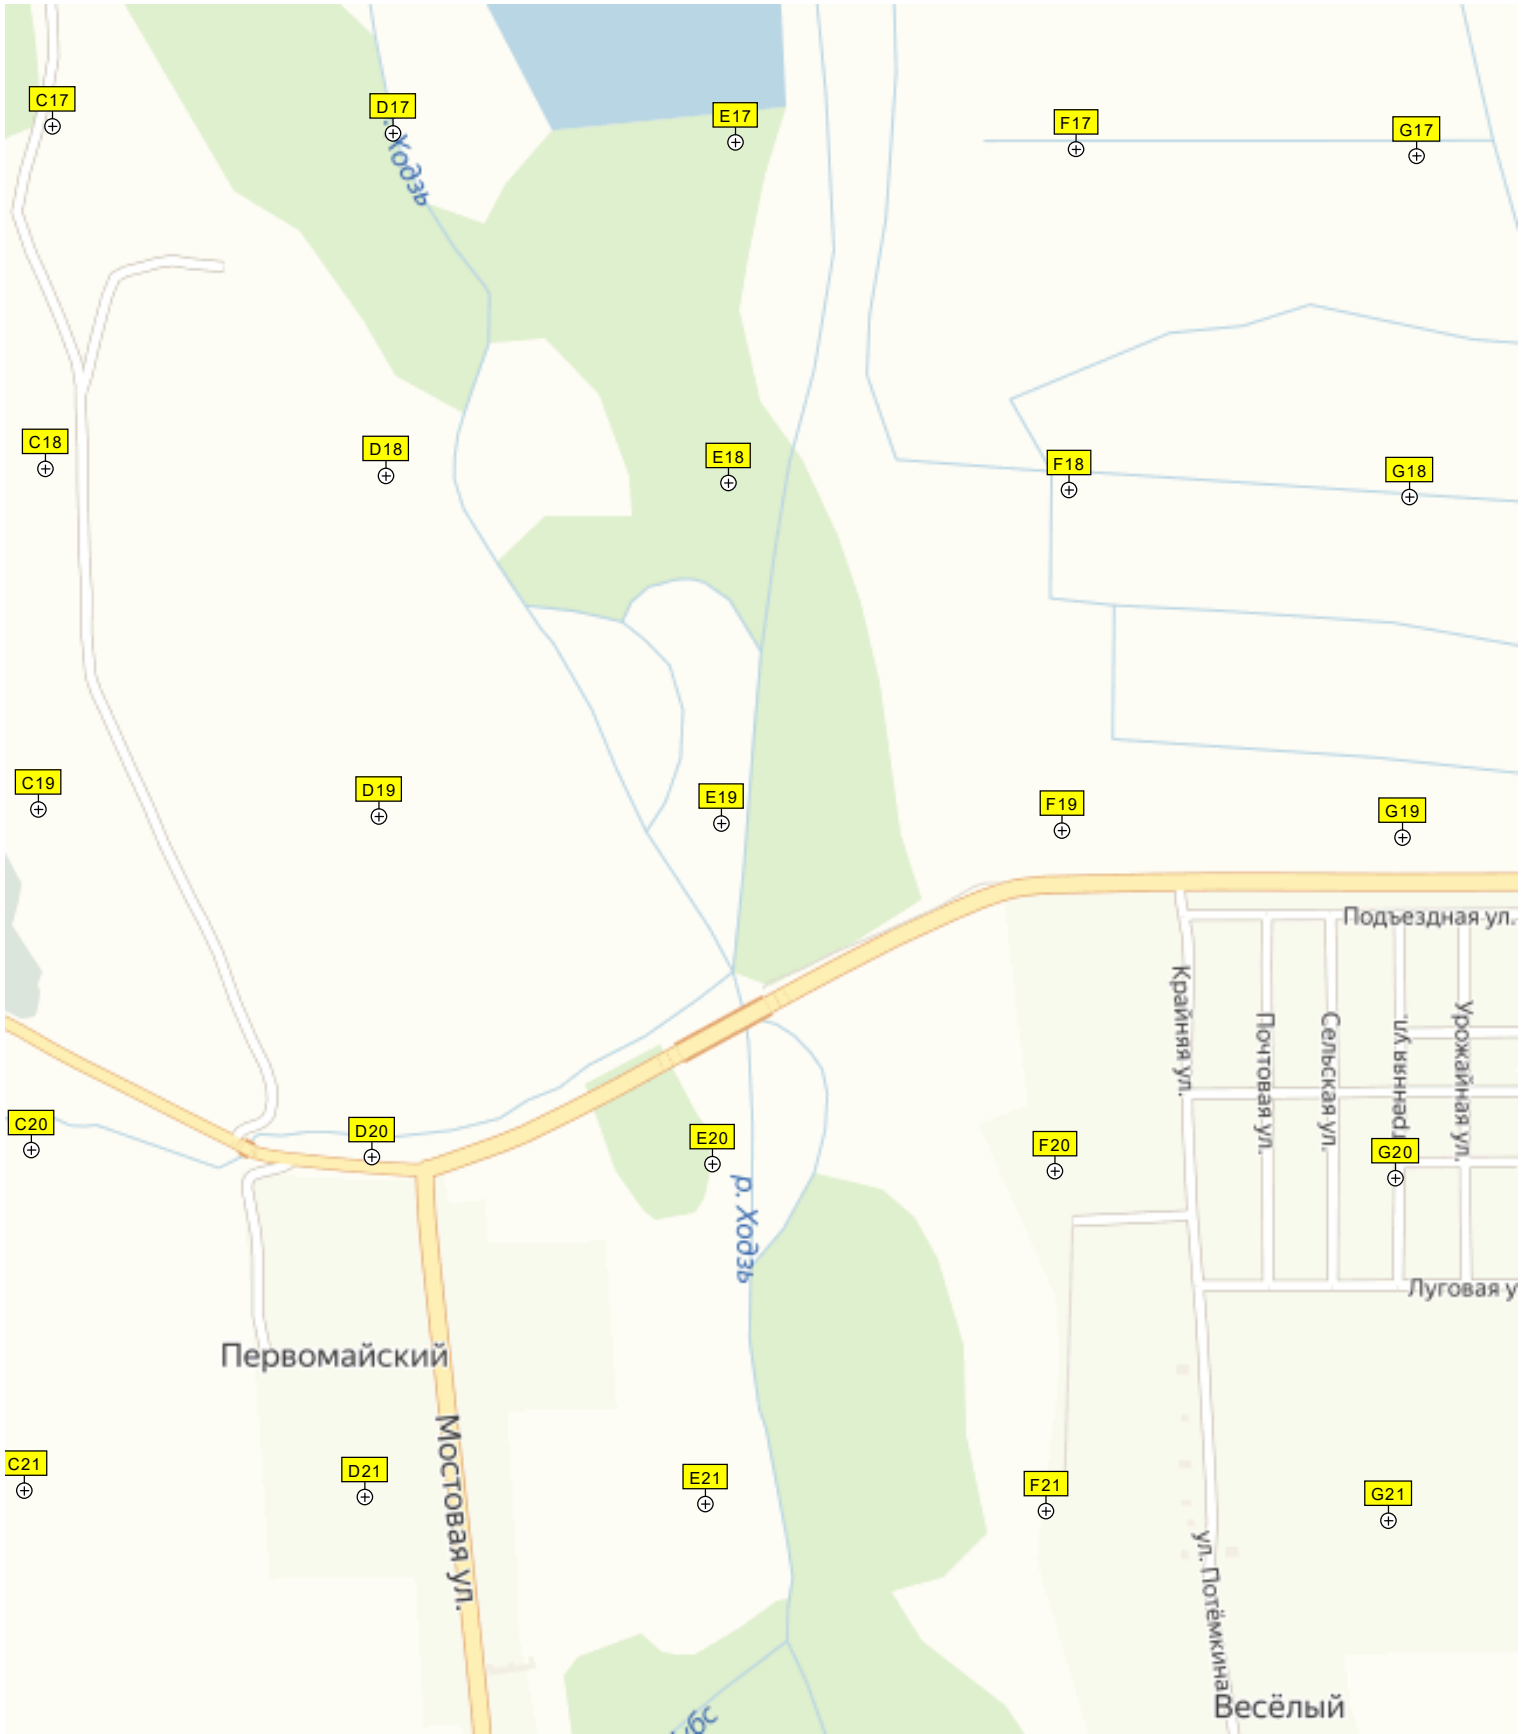 C17
D17
E17
F17
G17
Ходзь
C18
D18
E18
F18
G18
C19
D19
E19
F19
G19
Подъездная ул.
Крайняя ул.
Почтовая ул.
Сельская ул.
Урожайная ул.
C20
D20
E20
F20
G20
р. Ходзь
Луговая у
Первомайский
Мостовая ул.
C21
D21
E21
F21
G21
ул. Потёмкина
Весёлый